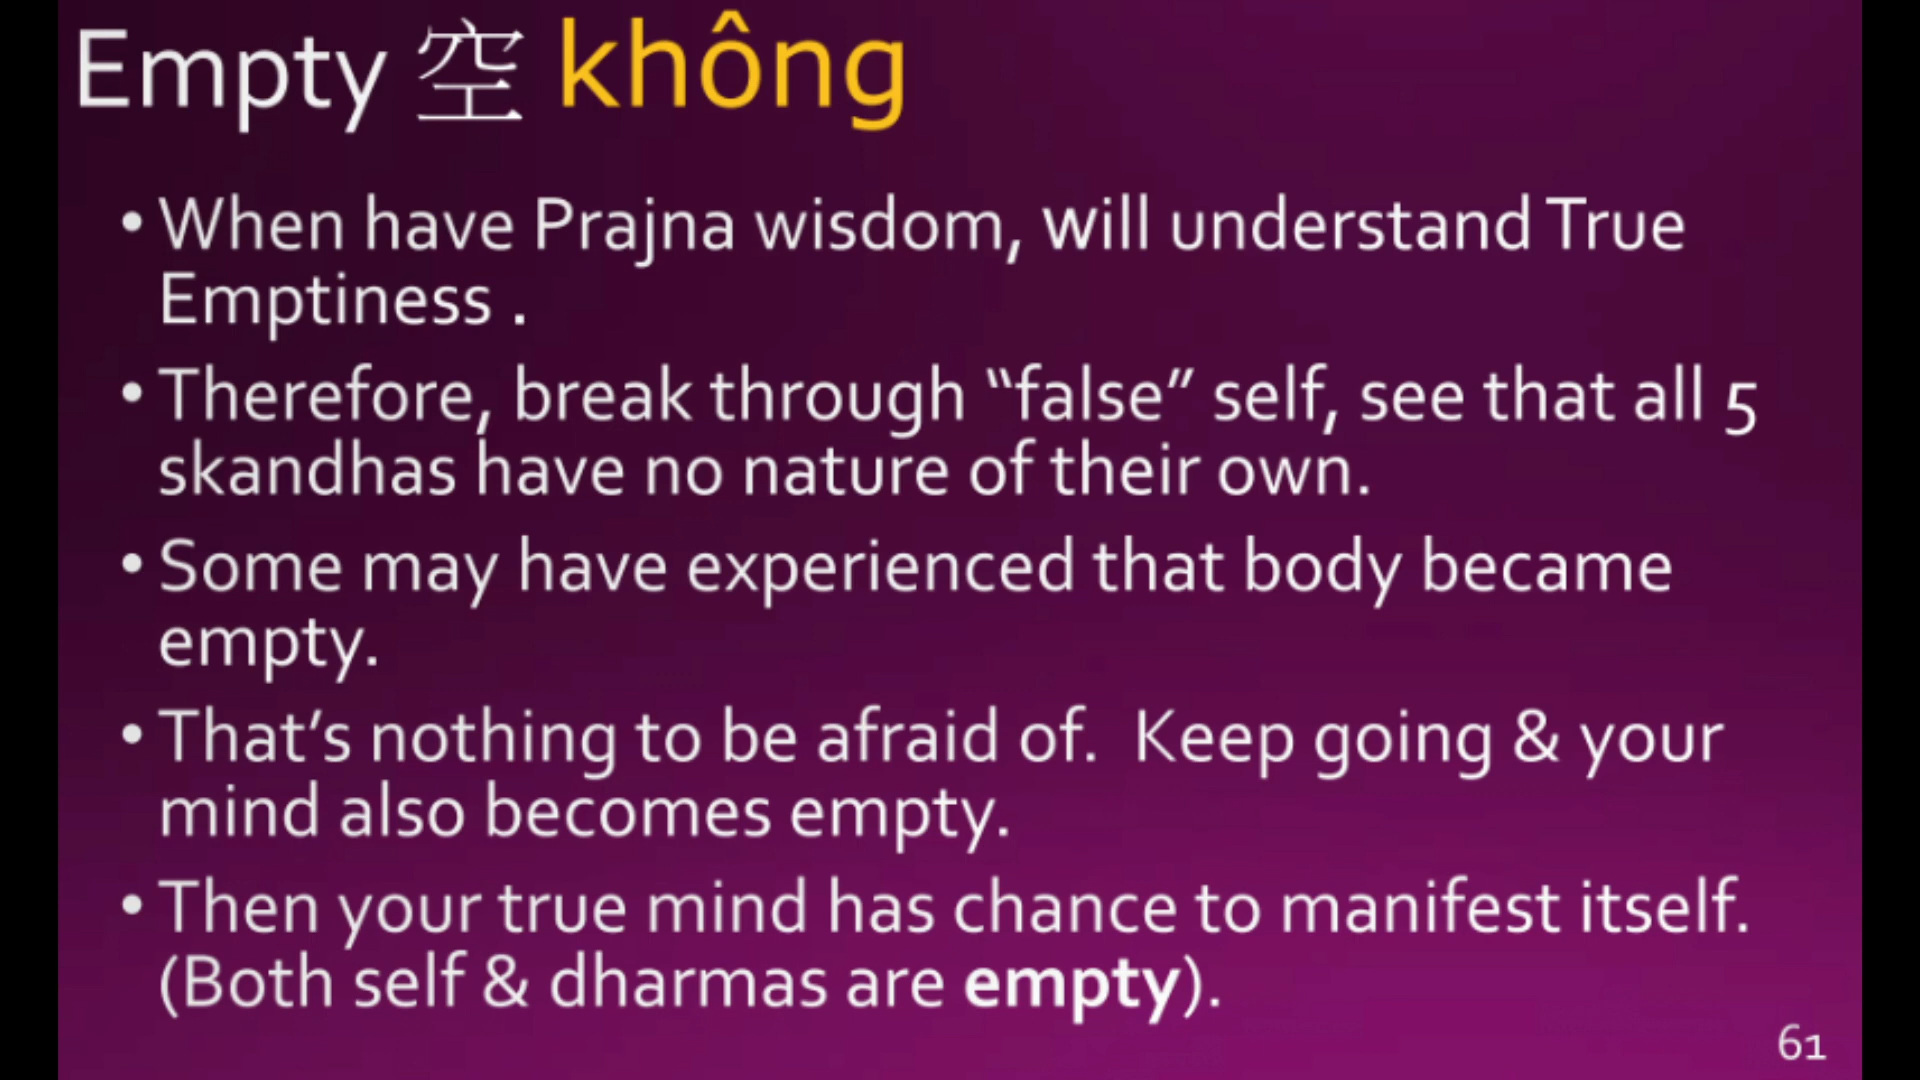 Empty 空 không
• When have Prajna wisdom, will understand True
Emptiness .
• Therefore, break through “false” self, see that all 5
skandhas have no nature of their own.
• Some may have experienced that body became
empty.
• That’s nothing to be afraid of.  Keep going & your
mind also becomes empty.
• Then your true mind has chance to manifest itself.
(Both self & dharmas are empty).
61